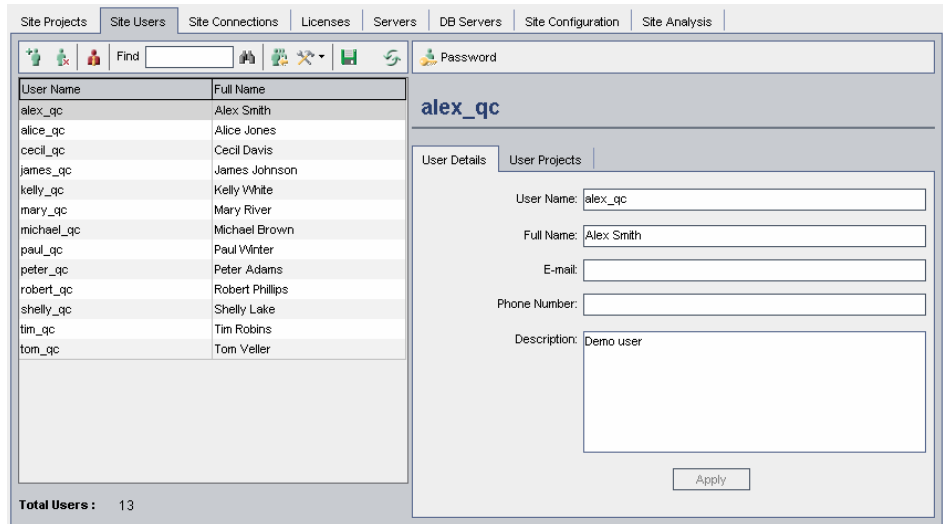 Site Projects Site Users Site Connections Licenses Servers DB Servers Site Configuration Site Analysis
Find
Password
User Name Full Name
alex_qc Alex Smith
alice_qc Alice Jones
cecil_qc Cecil Davis
james_qc James Johnson
kelly_qc Kelly White
mary_qc Mary River
michael_qc Michael Brown
paul_qc Paul Winter
peter_qc Peter Adams
robert_qc Robert Phillips
shelly_qc Shelly Lake
tim_qc Tim Robins
tom_qc Tom Veller
Total Users : 13
alex_qc
User Details User Projects
User Name: alex_qc
Full Name: Alex Smith
E-mail:
Phone Number:
Description: Demo user
Apply